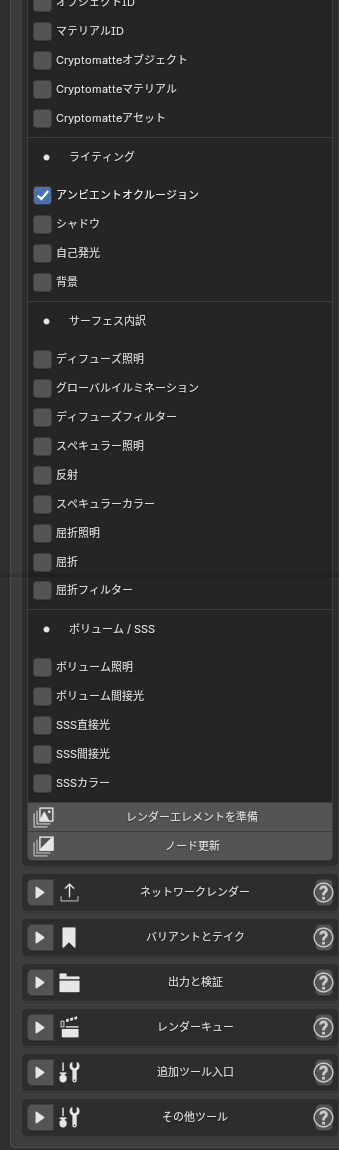 オブジェクトID
マテリアルID
Cryptomatteオブジェクト
Cryptomatteマテリアル
Cryptomatteアセット
ライティング
アンビエントオクルージョン
シャドウ
自己発光
背景
サーフェス内訳
ディフューズ照明
グローバルイルミネーション
ディフューズフィルター
スペキュラー照明
反射
スペキュラーカラー
屈折照明
屈折
屈折フィルター
ボリューム / SSS
ボリューム照明
ボリューム間接光
SSS直接光
SSS間接光
SSSカラー
レンダーエレメントを準備
ノード更新
ネットワークレンダー
バリアントとテイク
出力と検証
レンダーキュー
追加ツール入口
その他ツール